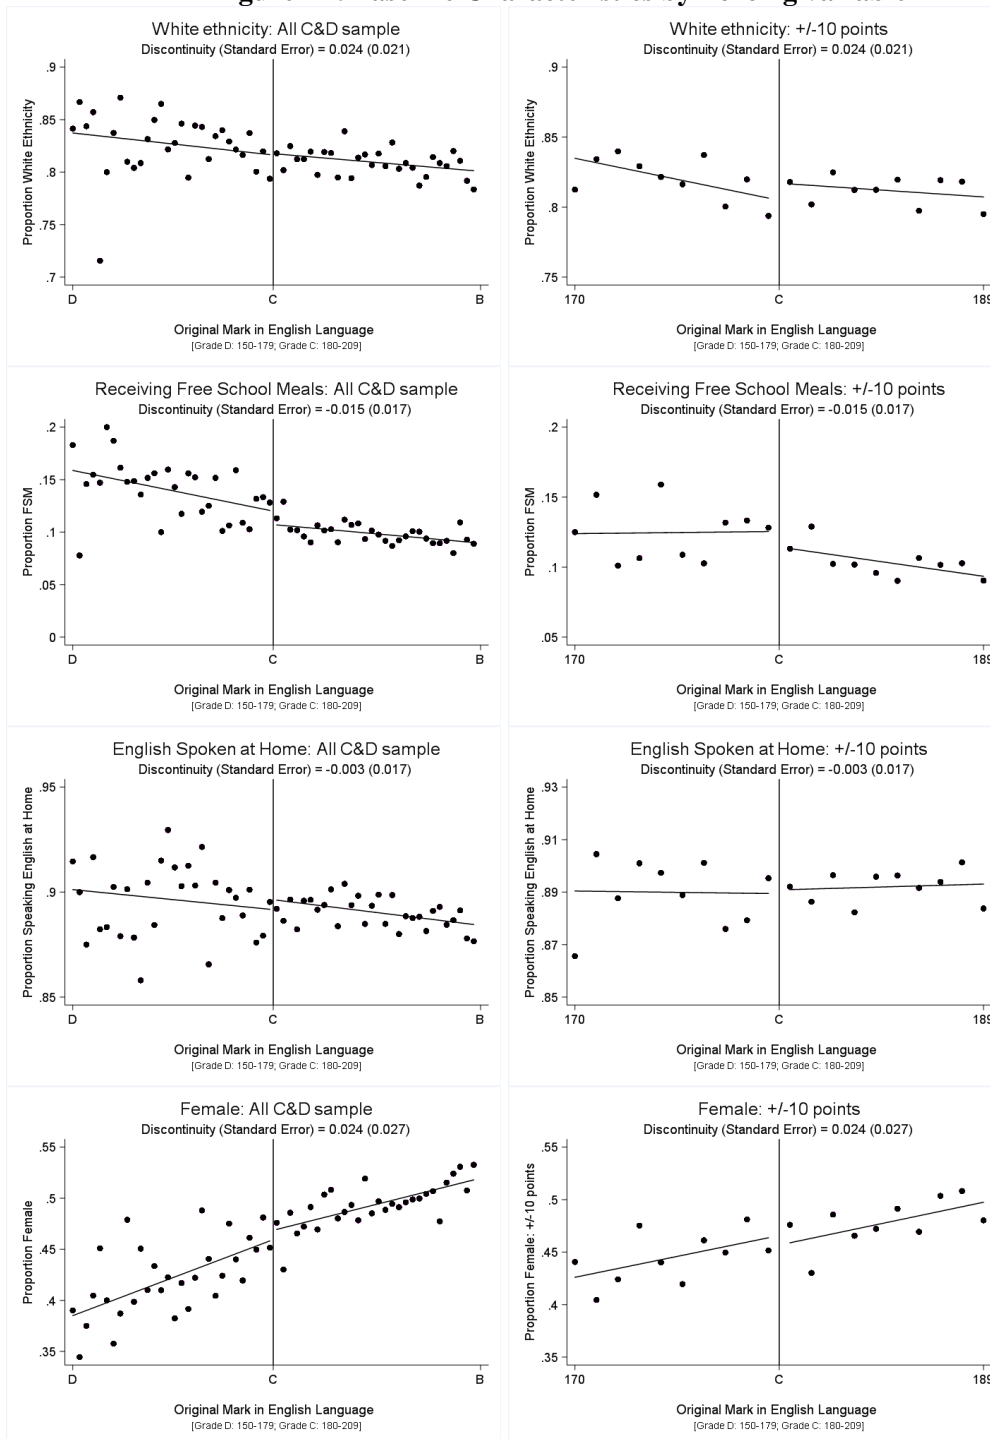 White ethnicity: All C&D sample
Discontinuity (Standard Error) = 0.024 (0.021)
Proportion White Ethnicity
.9
.85
.8
.75
.7
D
C
B
Original Mark in English Language
[Grade D: 150-179; Grade C: 180-209]
White ethnicity: +/-10 points
Discontinuity (Standard Error) = 0.024 (0.021)
Proportion White Ethnicity
.9
.85
.8
.75
170
C
189
Original Mark in English Language
[Grade D: 150-179; Grade C: 180-209]
Receiving Free School Meals: All C&D sample
Discontinuity (Standard Error) = -0.015 (0.017)
Proportion FSM
.2
.15
.1
.05
0
D
C
B
Original Mark in English Language
[Grade D: 150-179; Grade C: 180-209]
Receiving Free School Meals: +/-10 points
Discontinuity (Standard Error) = -0.015 (0.017)
Proportion FSM
.2
.15
.1
.05
170
C
189
Original Mark in English Language
[Grade D: 150-179; Grade C: 180-209]
English Spoken at Home: All C&D sample
Discontinuity (Standard Error) = -0.003 (0.017)
Proportion Speaking English at Home
.95
.9
.85
D
C
B
Original Mark in English Language
[Grade D: 150-179; Grade C: 180-209]
English Spoken at Home: +/-10 points
Discontinuity (Standard Error) = -0.003 (0.017)
Proportion Speaking English at Home
.93
.91
.89
.87
.85
170
C
189
Original Mark in English Language
[Grade D: 150-179; Grade C: 180-209]
Female: All C&D sample
Discontinuity (Standard Error) = 0.024 (0.027)
Proportion Female
.55
.5
.45
.4
.35
D
C
B
Original Mark in English Language
[Grade D: 150-179; Grade C: 180-209]
Female: +/-10 points
Discontinuity (Standard Error) = 0.024 (0.027)
Proportion Female: +/-10 points
.55
.5
.45
.4
.35
170
C
189
Original Mark in English Language
[Grade D: 150-179; Grade C: 180-209]